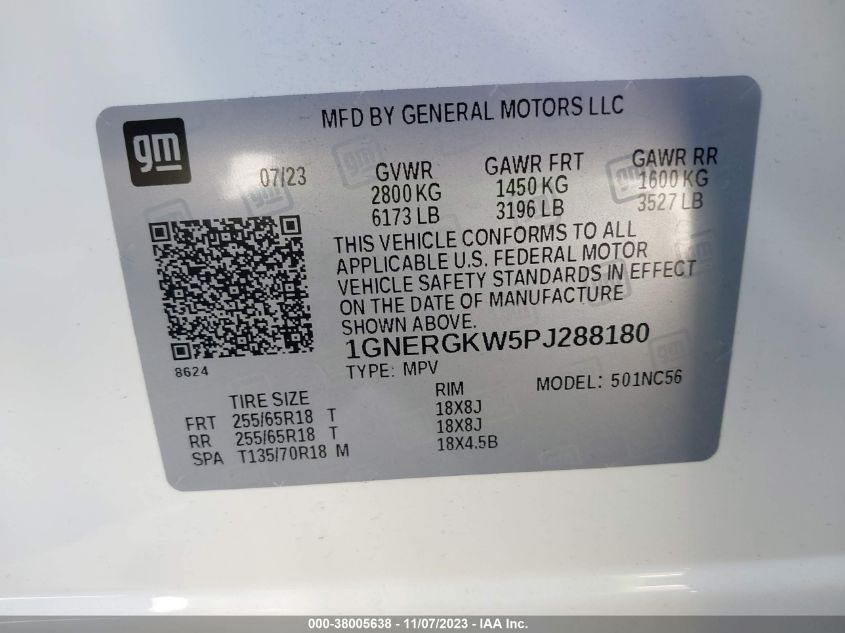 MFD BY GENERAL MOTORS LLC
gm
07/23
GVWR GAWR FRT GAWR RR
2800 KG 1450 KG 1600 KG
6173 LB 3196 LB 3527 LB
THIS VEHICLE CONFORMS TO ALL
APPLICABLE U.S. FEDERAL MOTOR
VEHICLE SAFETY STANDARDS IN EFFECT
ON THE DATE OF MANUFACTURE
SHOWN ABOVE.
1GNERGKW5PJ288180
8624
TYPE: MPV MODEL: 501NC56
TIRE SIZE RIM
FRT 255/65R18 T 18X8J
RR 255/65R18 T 18X8J
SPA T135/70R18 M 18X4.5B
000-38005638 - 11/07/2023 - IAA Inc.